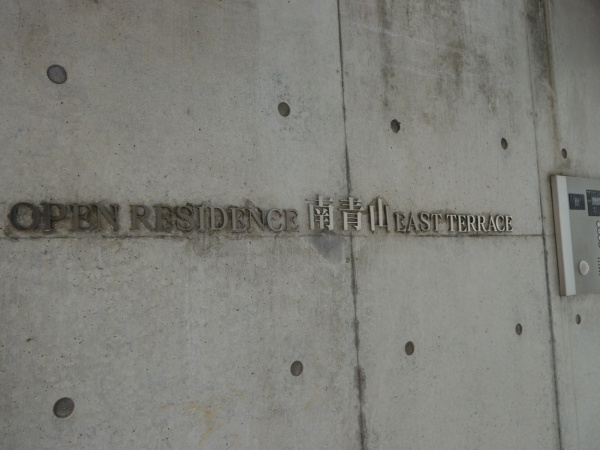 OPEN RESIDENCE 南青山 EAST TERRACE